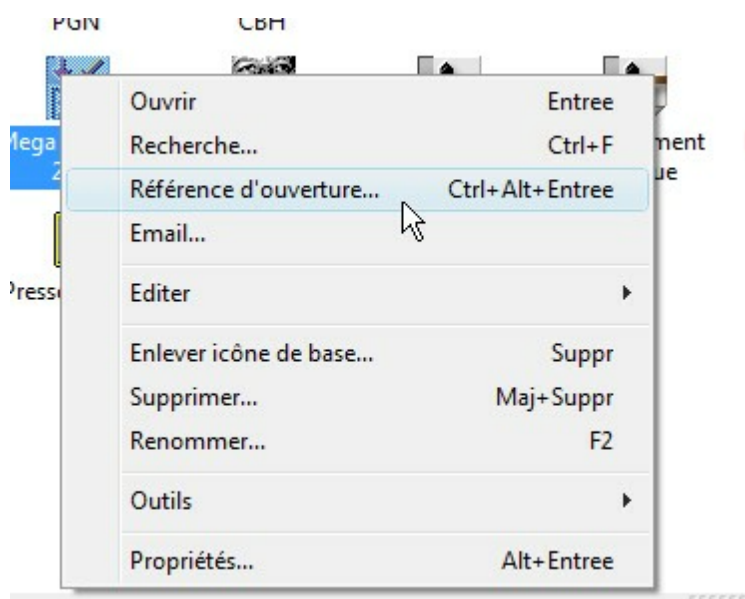 PGN CBH
Ouvrir Entree
Recherche... Ctrl+F
Référence d'ouverture... Ctrl+Alt+Entree
Email...
Editer
Enlever icône de base... Suppr
Supprimer... Maj+Suppr
Renommer... F2
Outils
Propriétés... Alt+Entree